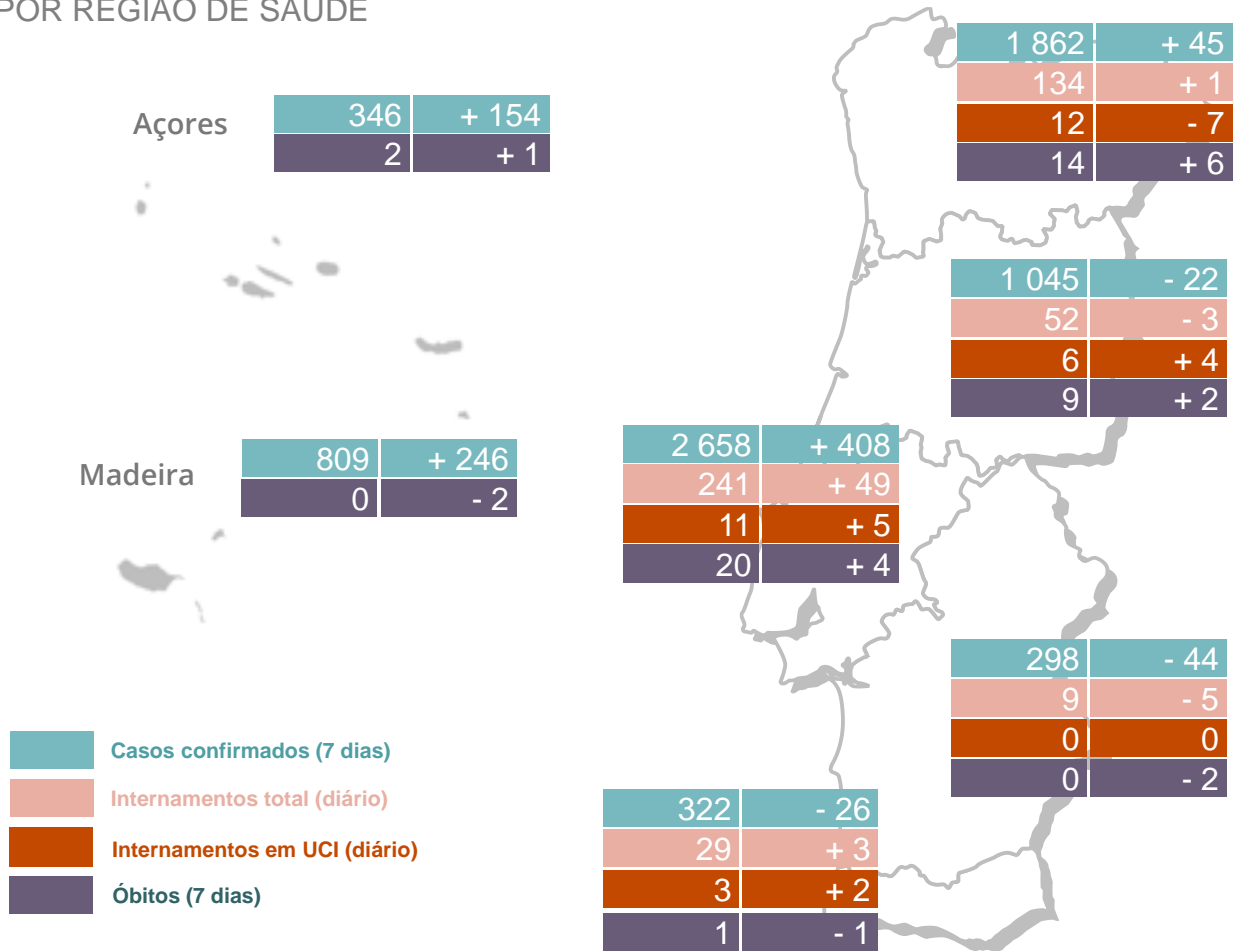 POR REGIÃO DE SAÚDE
1 862 + 45
134 + 1
12 - 7
14 + 6
Açores
346 + 154
2 + 1
1 045 - 22
52 - 3
6 + 4
9 + 2
Madeira
809 + 246
0 - 2
2 658 + 408
241 + 49
11 + 5
20 + 4
298 - 44
9 - 5
0 0
0 - 2
Casos confirmados (7 dias)
Internamentos total (diário)
Internamentos em UCI (diário)
Óbitos (7 dias)
322 - 26
29 + 3
3 + 2
1 - 1